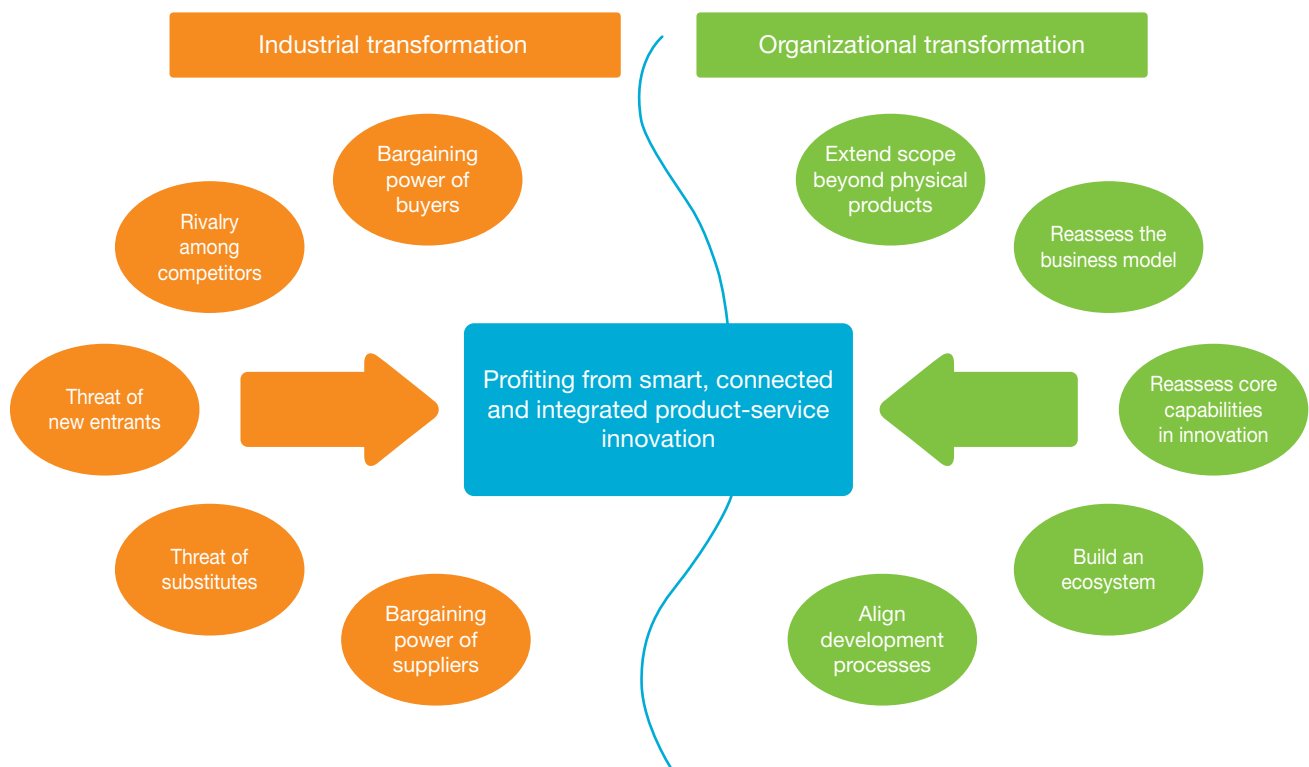 Industrial transformation
Organizational transformation
Bargaining
power of
buyers
Rivalry
among
competitors
Threat of
new entrants
Threat of
substitutes
Bargaining
power of
suppliers
Profiting from smart, connected
and integrated product-service
innovation
Extend scope
beyond physical
products
Reassess the
business model
Reassess core
capabilities
in innovation
Build an
ecosystem
Align
development
processes